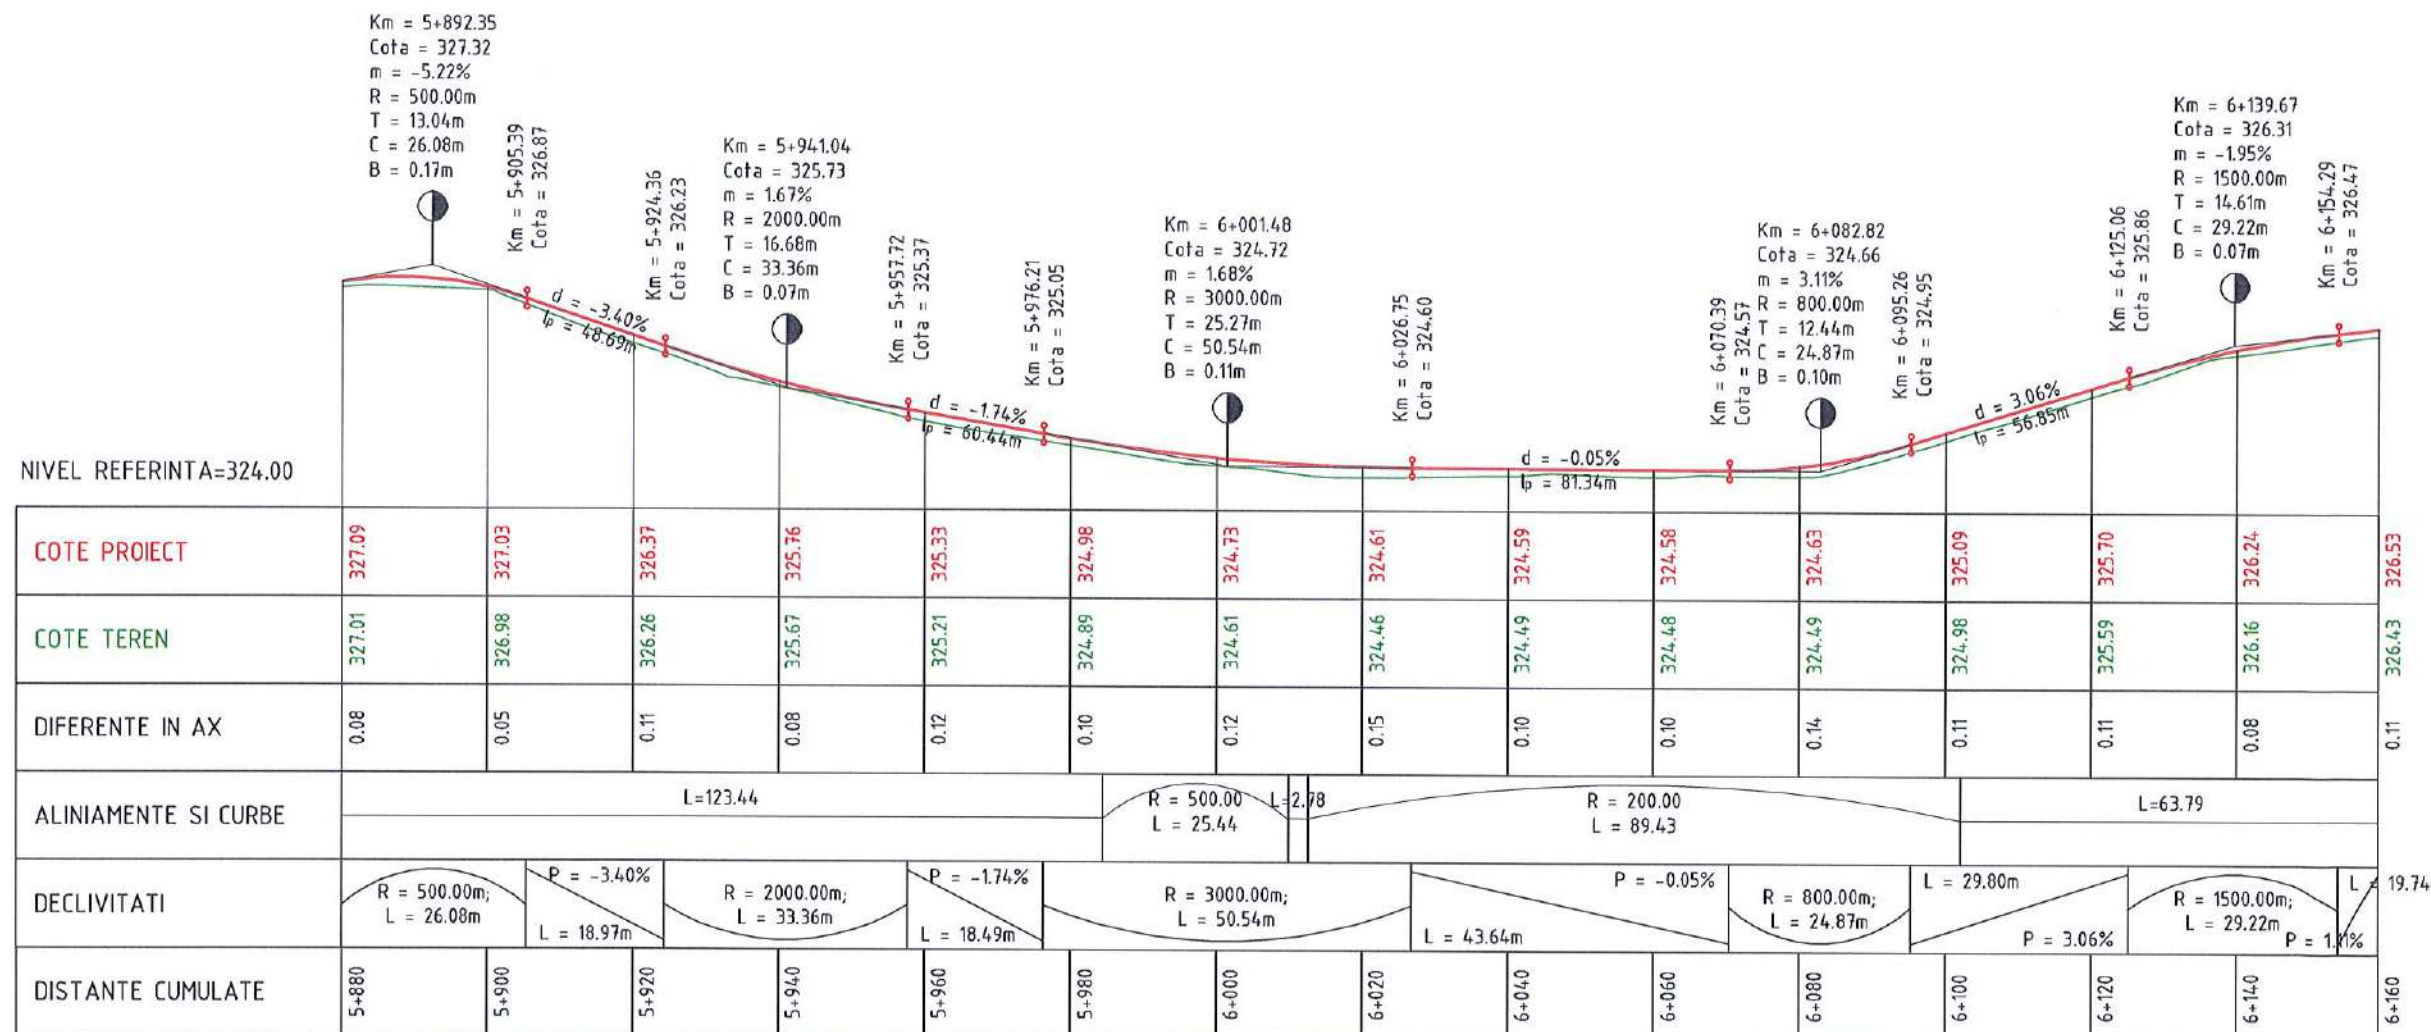 Km = 5+892.35
Cota = 327.32
m = -5.22%
R = 500.00m
T = 13.04m
C = 26.08m
B = 0.17m
Km = 5+905.39
Cota = 326.87
Km = 5+924.36
Cota = 326.23
Km = 5+941.04
Cota = 325.73
m = 1.67%
R = 2000.00m
T = 16.68m
C = 33.36m
B = 0.07m
Km = 5+957.72
Cota = 325.37
Km = 5+976.21
Cota = 325.05
Km = 6+001.48
Cota = 324.72
m = 1.68%
R = 3000.00m
T = 25.27m
C = 50.54m
B = 0.11m
Km = 6+026.75
Cota = 324.60
Km = 6+070.39
Cota = 324.57
Km = 6+082.82
Cota = 324.66
m = 3.11%
R = 800.00m
T = 12.44m
C = 24.87m
B = 0.10m
Km = 6+095.26
Cota = 324.95
Km = 6+125.06
Cota = 325.86
Km = 6+139.67
Cota = 326.31
m = -1.95%
R = 1500.00m
T = 14.61m
C = 29.22m
B = 0.07m
Km = 6+154.29
Cota = 326.47
d = -3.40%
lp = 48.69m
d = -1.74%
lp = 60.44m
d = -0.05%
lp = 81.34m
d = 3.06%
lp = 56.85m
NIVEL REFERINTA=324.00
COTE PROIECT 327.09 327.03 326.37 325.76 325.33 324.98 324.73 324.61 324.59 324.58 324.63 325.09 325.70 326.24 326.53
COTE TEREN 327.01 326.98 326.26 325.67 325.21 324.89 324.61 324.46 324.49 324.48 324.49 324.98 325.59 326.16 326.43
DIFERENTE IN AX 0.08 0.05 0.11 0.08 0.12 0.10 0.12 0.15 0.10 0.10 0.14 0.11 0.11 0.08 0.11
ALINIAMENTE SI CURBE
L=123.44
R = 500.00
L = 25.44
L=2.78
R = 200.00
L = 89.43
L=63.79
DECLIVITATI
R = 500.00m;
L = 26.08m
P = -3.40%
L = 18.97m
R = 2000.00m;
L = 33.36m
P = -1.74%
L = 18.49m
R = 3000.00m;
L = 50.54m
P = -0.05%
L = 43.64m
R = 800.00m;
L = 24.87m
L = 29.80m
P = 3.06%
R = 1500.00m;
L = 29.22m
L = 19.74
P = 1.11%
DISTANTE CUMULATE 5+880 5+900 5+920 5+940 5+960 5+980 6+000 6+020 6+040 6+060 6+080 6+100 6+120 6+140 6+160